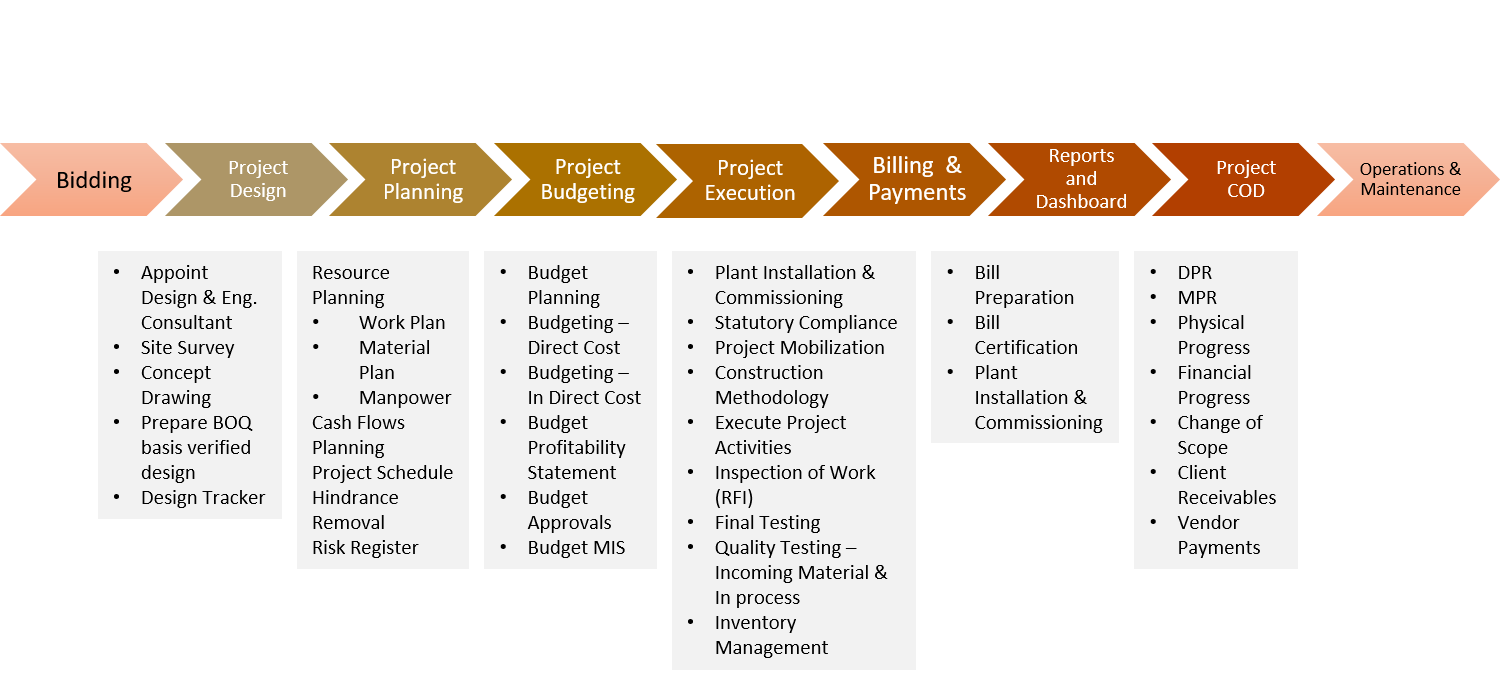 Bidding
Project
Design
Project
Planning
Project
Budgeting
Project
Execution
Billing &
Payments
Reports
and
Dashboard
Project
COD
Operations &
Maintenance
• Appoint
Design & Eng.
Consultant
• Site Survey
• Concept
Drawing
• Prepare BOQ
basis verified
design
• Design Tracker
Resource
Planning
• Work Plan
• Material
Plan
• Manpower
Cash Flows
Planning
Project Schedule
Hindrance
Removal
Risk Register
• Budget
Planning
• Budgeting –
Direct Cost
• Budgeting –
In Direct Cost
• Budget
Profitability
Statement
• Budget
Approvals
• Budget MIS
• Plant Installation &
Commissioning
• Statutory Compliance
• Project Mobilization
• Construction
Methodology
• Execute Project
Activities
• Inspection of Work
(RFI)
• Final Testing
• Quality Testing –
Incoming Material &
In process
• Inventory
Management
• Bill
Preparation
• Bill
Certification
• Plant
Installation &
Commissioning
• DPR
• MPR
• Physical
Progress
• Financial
Progress
• Change of
Scope
• Client
Receivables
• Vendor
Payments